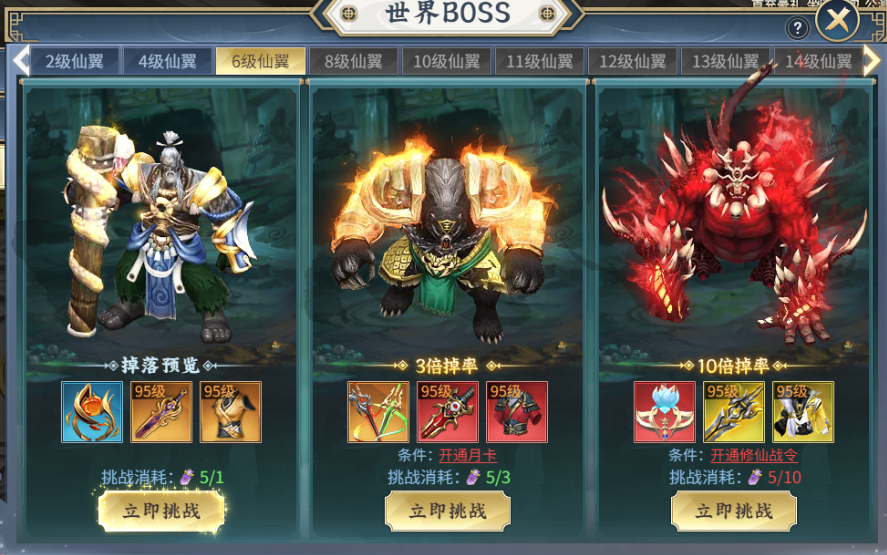 世界BOSS
?
2级仙翼 4级仙翼 6级仙翼 8级仙翼 10级仙翼 11级仙翼 12级仙翼 13级仙翼 14级仙翼
掉落预览
95级 95级
挑战消耗: 5/1
立即挑战
3倍掉率
95级 95级
条件: 开通月卡
挑战消耗: 5/3
立即挑战
10倍掉率
95级 95级
条件: 开通修仙战令
挑战消耗: 5/10
立即挑战